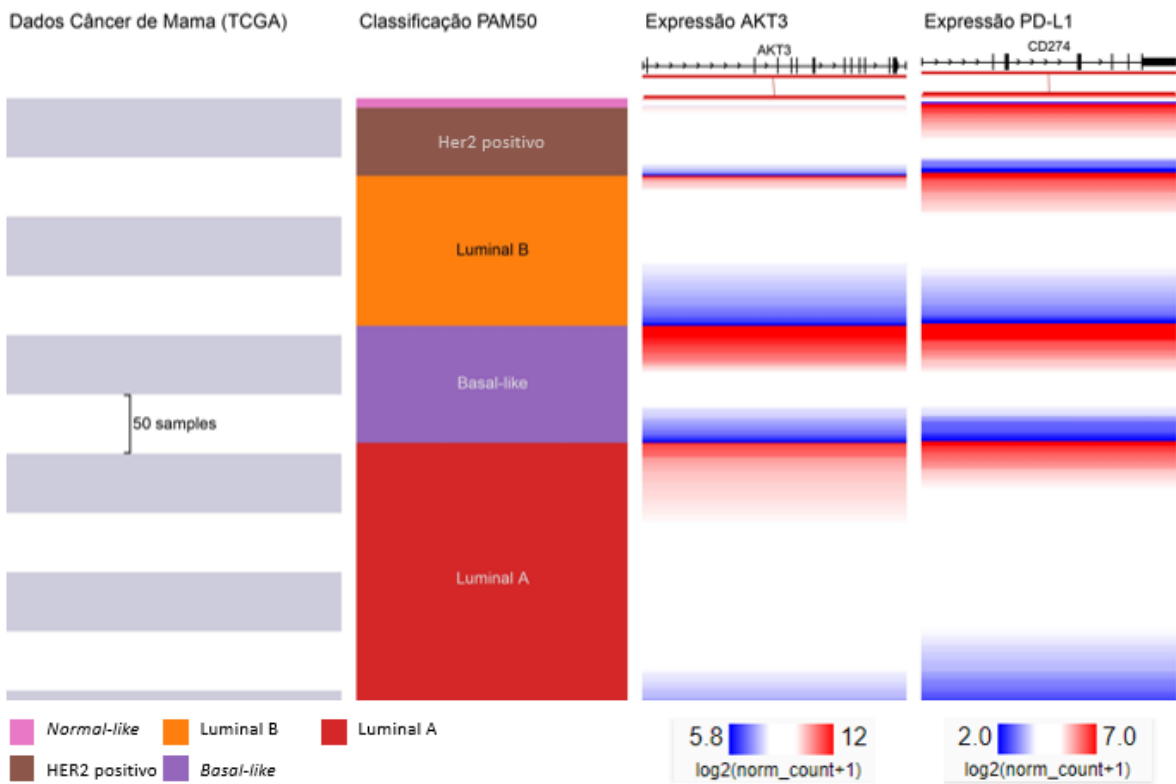 Dados Câncer de Mama (TCGA)
Classificação PAM50
Expressão AKT3
Expressão PD-L1
AKT3
CD274
Her2 positivo
Luminal B
Basal-like
50 samples
Luminal A
Normal-like
Luminal B
Luminal A
HER2 positivo
Basal-like
5.8
12
log2(norm_count+1)
2.0
7.0
log2(norm_count+1)